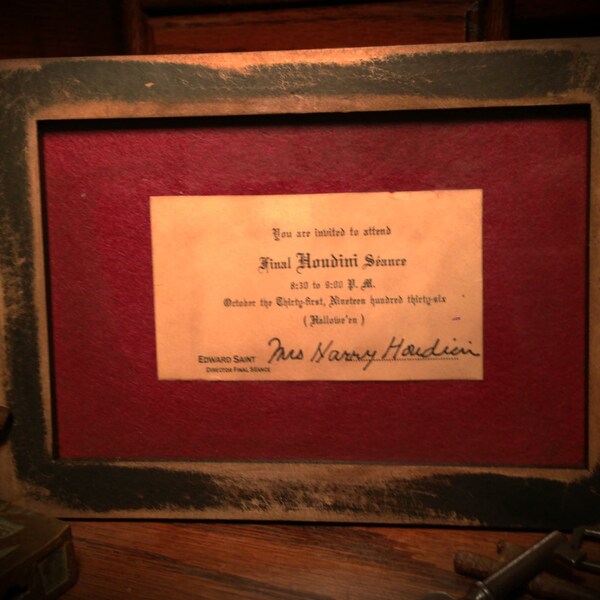 You are invited to attend
Final Houdini Séance
8:30 to 9:00 P. M.
October the Thirty-first, Nineteen hundred thirty-six
( Hallowe'en )
Mrs Harry Houdini
EDWARD SAINT
DIRECTOR FINAL SÉANCE